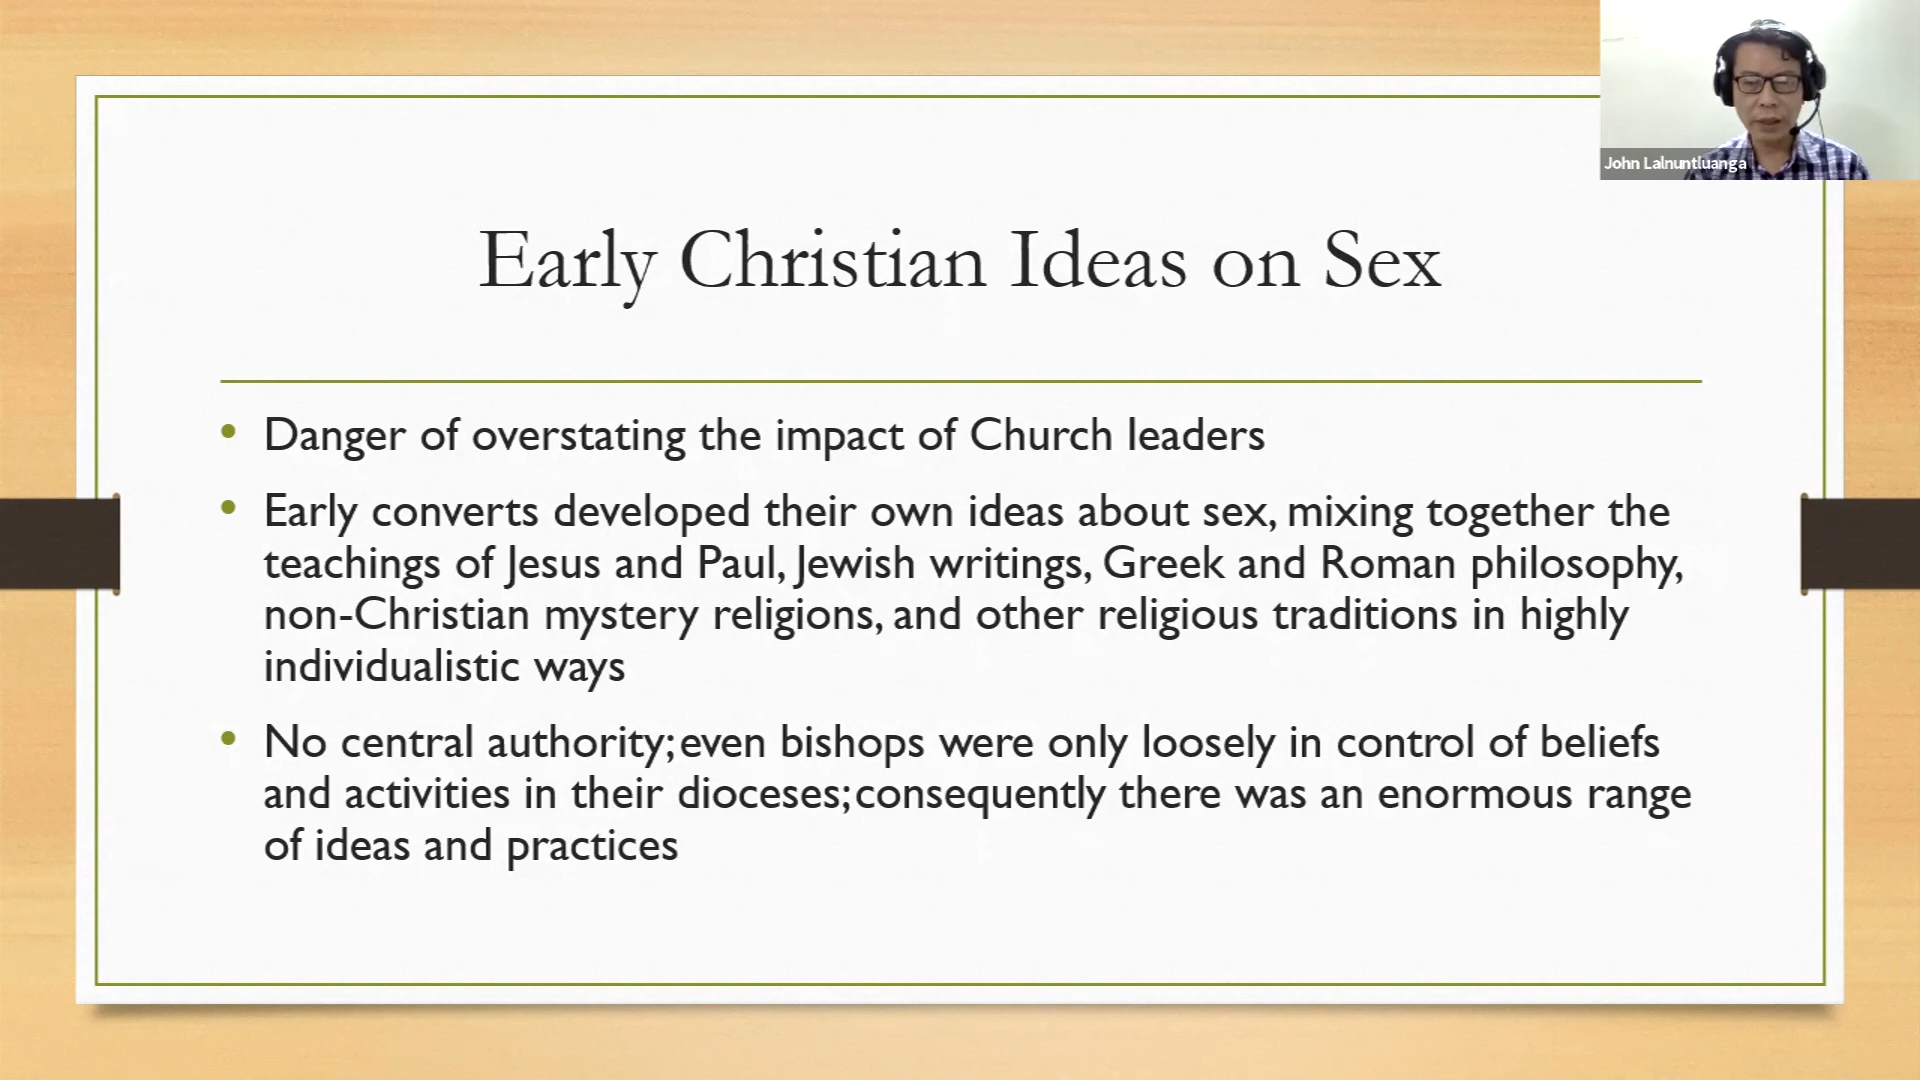 John Lalnuntluanga
Early Christian Ideas on Sex
• Danger of overstating the impact of Church leaders
• Early converts developed their own ideas about sex, mixing together the
teachings of Jesus and Paul, Jewish writings, Greek and Roman philosophy,
non-Christian mystery religions, and other religious traditions in highly
individualistic ways
• No central authority; even bishops were only loosely in control of beliefs
and activities in their dioceses; consequently there was an enormous range
of ideas and practices